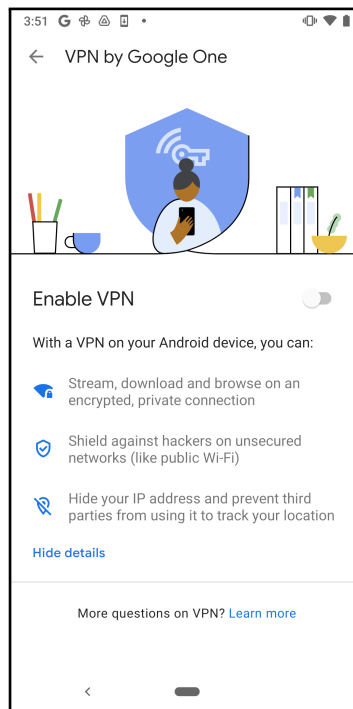 3:51
VPN by Google One
Enable VPN
With a VPN on your Android device, you can:
Stream, download and browse on an
encrypted, private connection
Shield against hackers on unsecured
networks (like public Wi-Fi)
Hide your IP address and prevent third
parties from using it to track your location
Hide details
More questions on VPN? Learn more